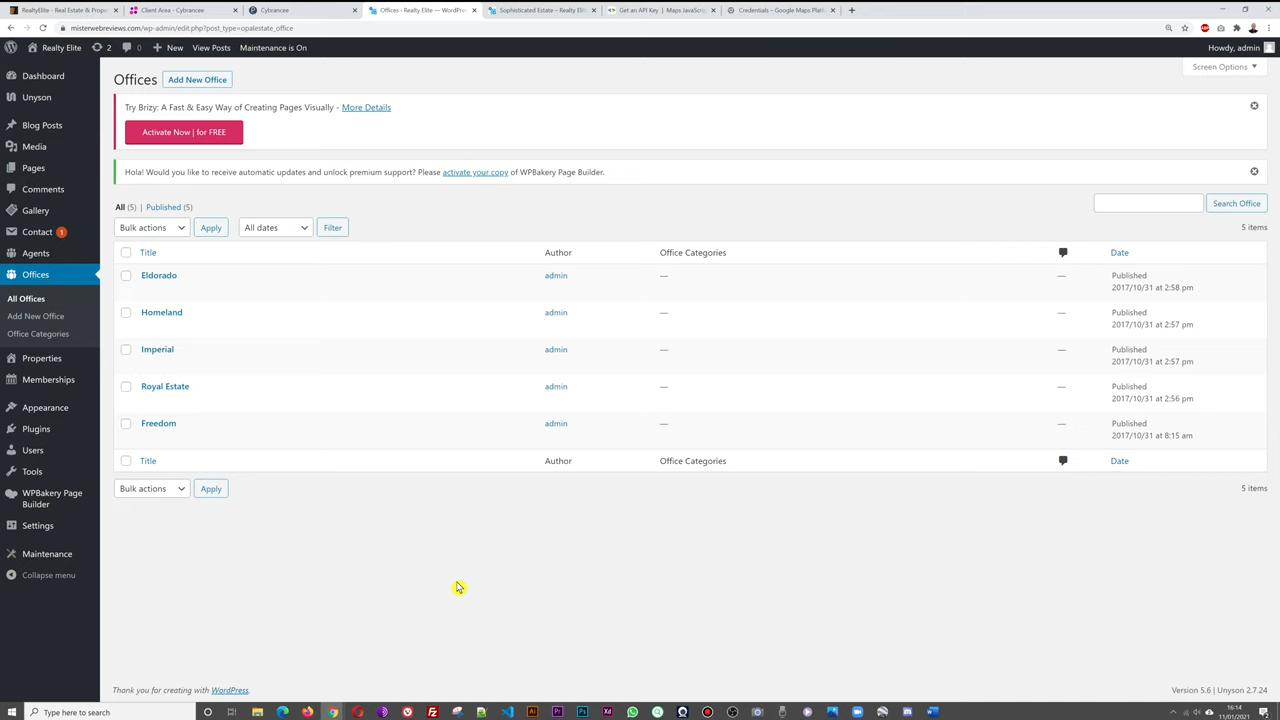 RealtyElite - Real Estate & Prope
Client Area - Cybrancee
Cybrancee
Offices ‹ Realty Elite — WordPre
Sophisticated Estate – Realty Eli
Get an API Key | Maps JavaScri
Credentials – Google Maps Platf
misterwebreviews.com/wp-admin/edit.php?post_type=opalestate_office
Realty Elite
2
0
New
View Posts
Maintenance is On
Howdy, admin
Screen Options
Dashboard
Unyson
Blog Posts
Media
Pages
Comments
Gallery
Contact 1
Agents
Offices
All Offices
Add New Office
Office Categories
Properties
Memberships
Appearance
Plugins
Users
Tools
WPBakery Page
Builder
Settings
Maintenance
Collapse menu
Offices
Add New Office
Try Brizy: A Fast & Easy Way of Creating Pages Visually - More Details
Activate Now | for FREE
Hola! Would you like to receive automatic updates and unlock premium support? Please activate your copy of WPBakery Page Builder.
All (5) | Published (5)
Search Office
Bulk actions
Apply
All dates
Filter
5 items
Title
Author
Office Categories
Date
Eldorado
admin
—
—
Published
2017/10/31 at 2:58 pm
Homeland
admin
—
—
Published
2017/10/31 at 2:57 pm
Imperial
admin
—
—
Published
2017/10/31 at 2:57 pm
Royal Estate
admin
—
—
Published
2017/10/31 at 2:56 pm
Freedom
admin
—
—
Published
2017/10/31 at 8:15 am
Title
Author
Office Categories
Date
Bulk actions
Apply
5 items
Thank you for creating with WordPress.
Version 5.6 | Unyson 2.7.24
Type here to search
16:14
11/01/2021